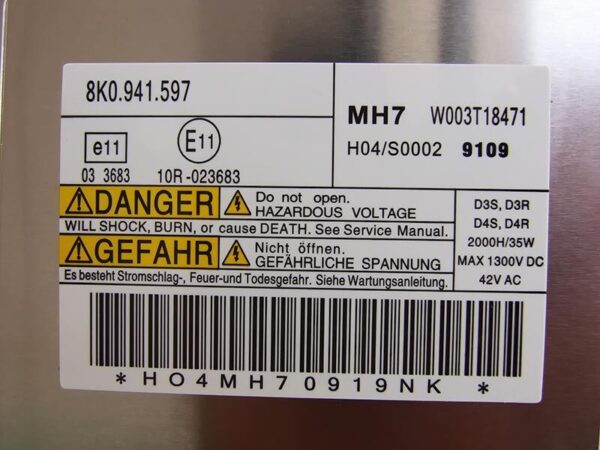 8K0.941.597
MH7 W003T18471
H04/S0002 9109
e11
E11
03 3683 10R-023683
DANGER
Do not open.
HAZARDOUS VOLTAGE
WILL SHOCK, BURN, or cause DEATH. See Service Manual.
GEFAHR
Nicht öffnen.
GEFÄHRLICHE SPANNUNG
Es besteht Stromschlag-, Feuer-und Todesgefahr. Siehe Wartungsanleitung.
D3S, D3R
D4S, D4R
2000H/35W
MAX 1300V DC
42V AC
*HO4MH70919NK*